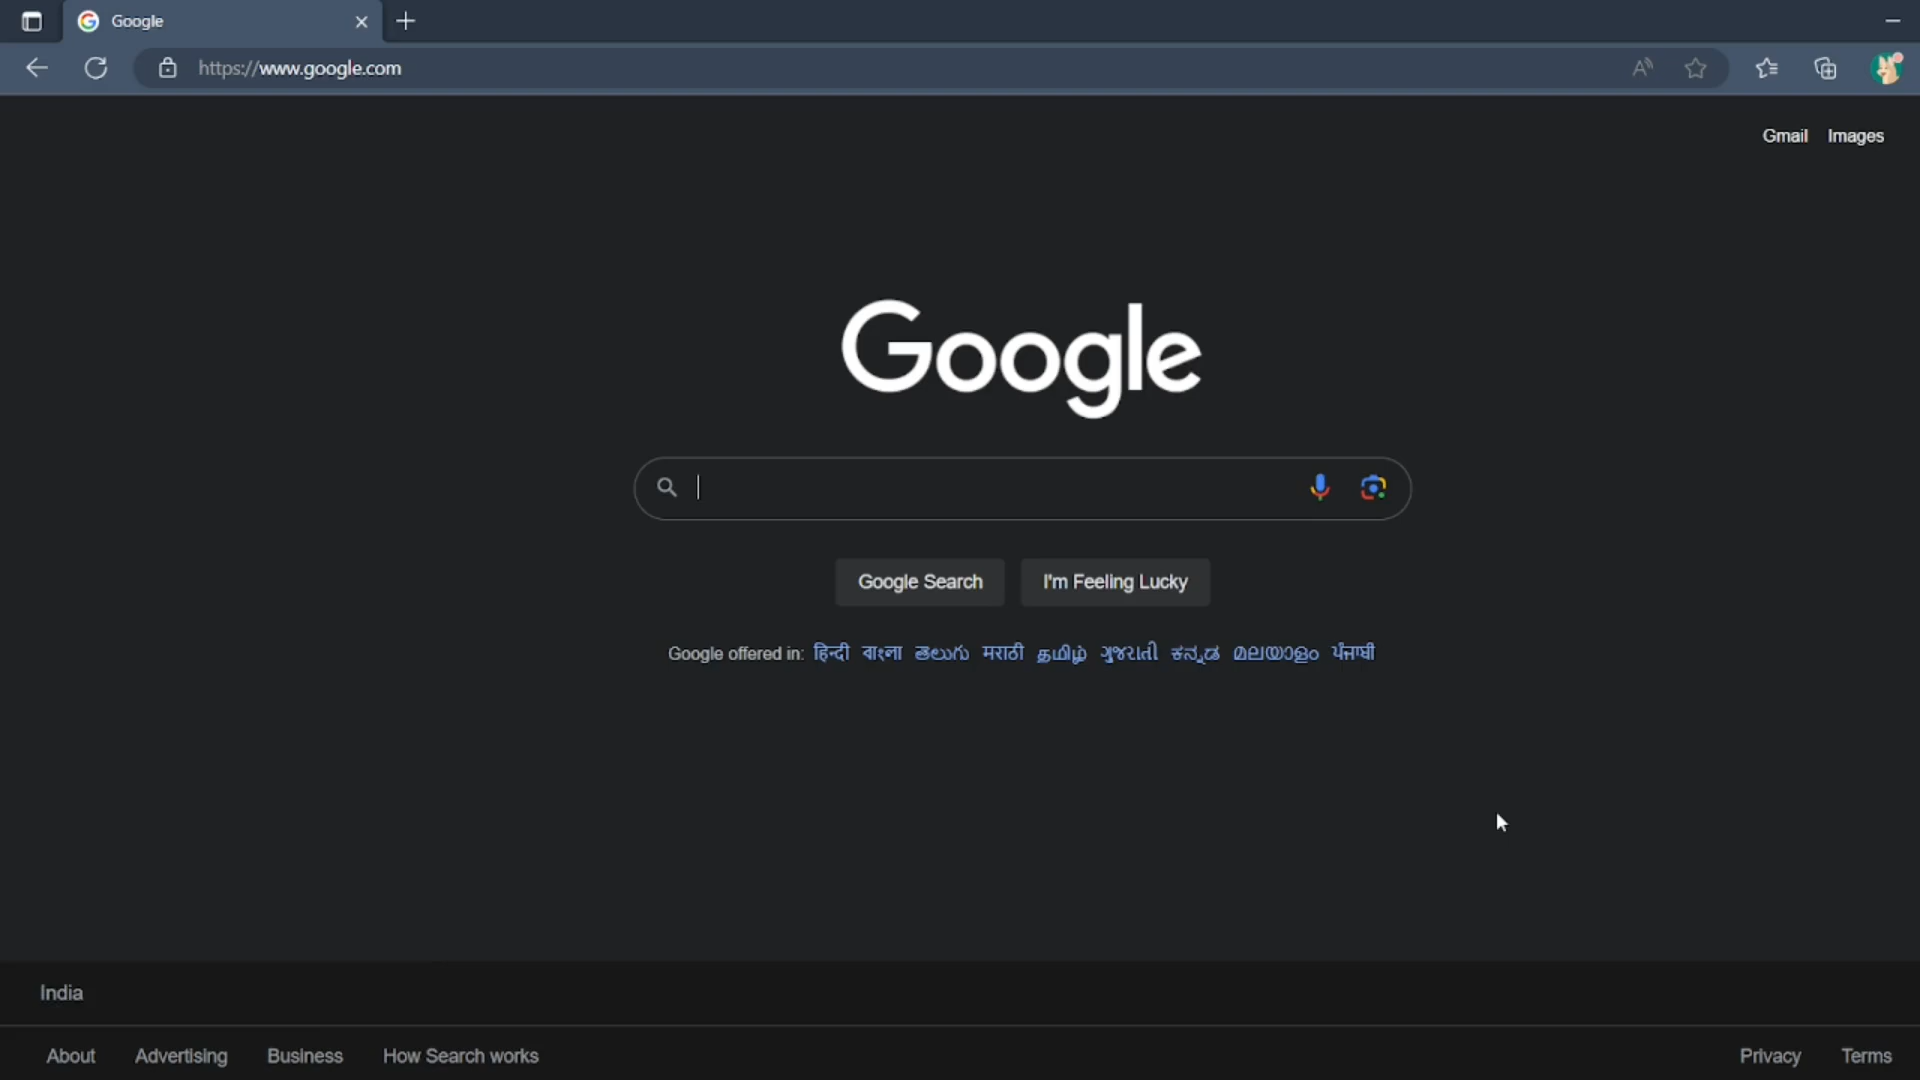 Google
https://www.google.com
Gmail Images
Google
Google Search I'm Feeling Lucky
Google offered in: हिन्दी বাংলা తెలుగు मराठी தமிழ் ગુજરાતી ಕನ್ನಡ മലയാളം ਪੰਜਾਬੀ
India
About Advertising Business How Search works Privacy Terms